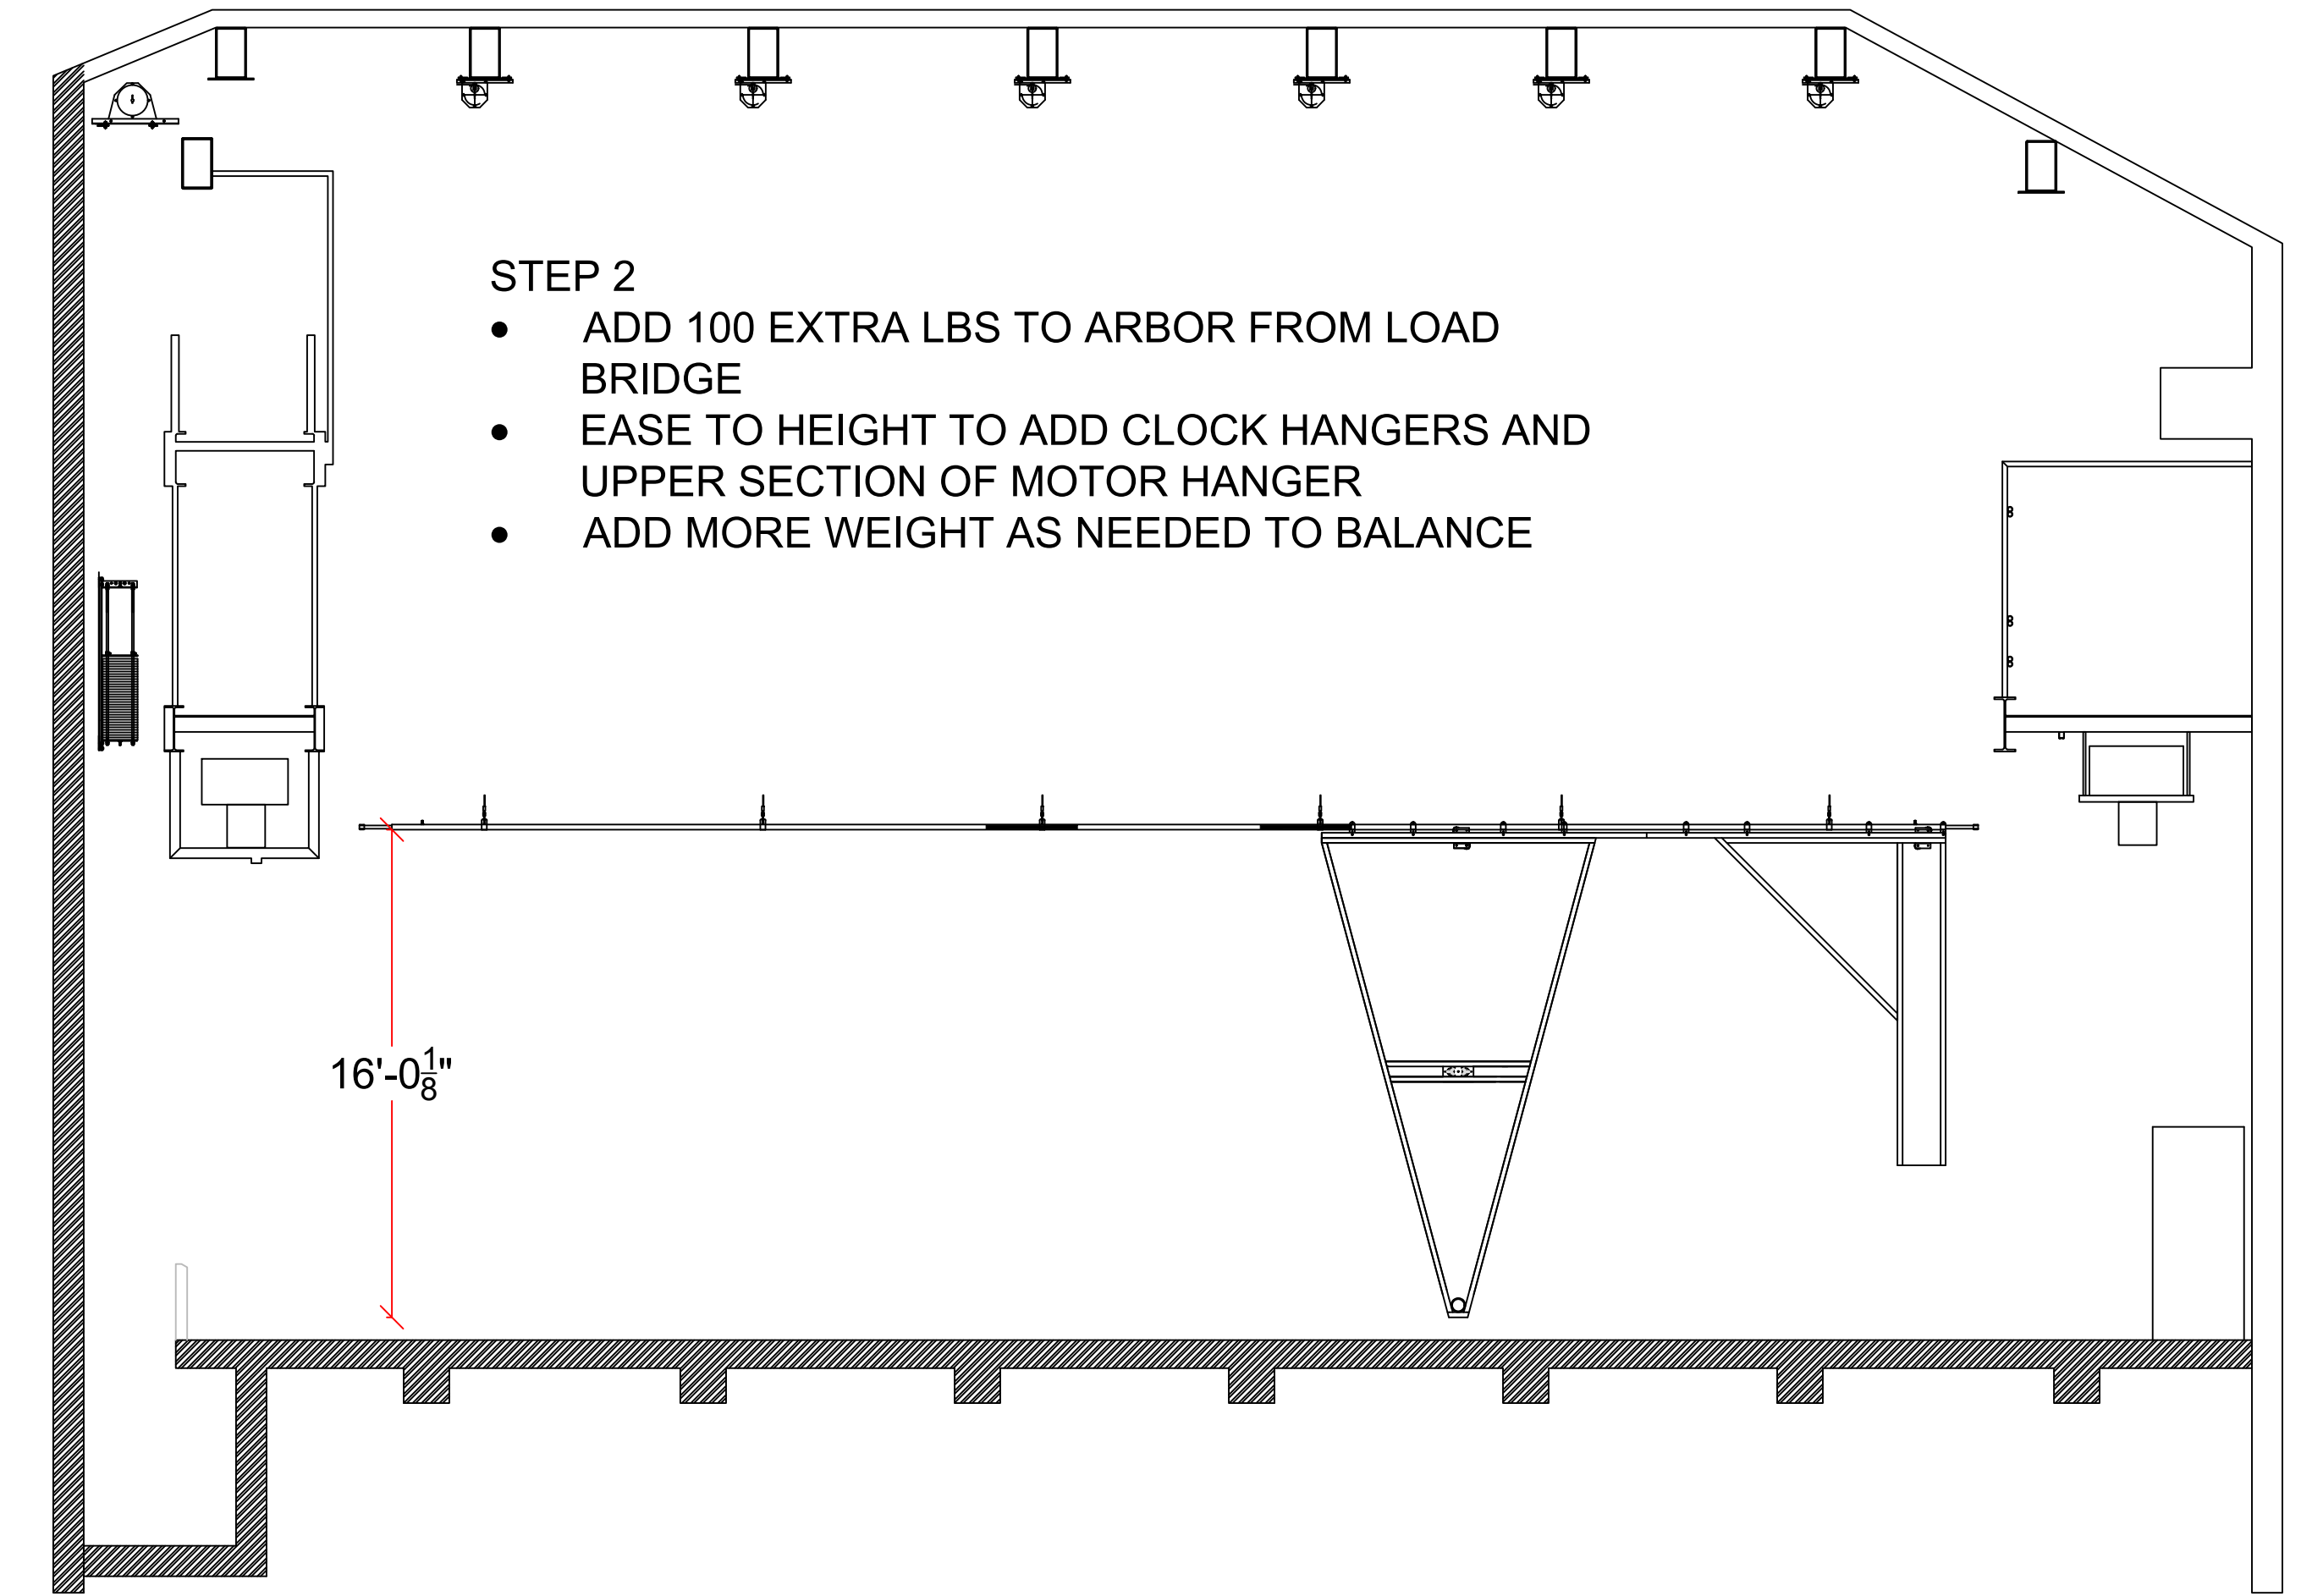 STEP 2
● ADD 100 EXTRA LBS TO ARBOR FROM LOAD
BRIDGE
● EASE TO HEIGHT TO ADD CLOCK HANGERS AND
UPPER SECTION OF MOTOR HANGER
● ADD MORE WEIGHT AS NEEDED TO BALANCE
16'-0 1/8"